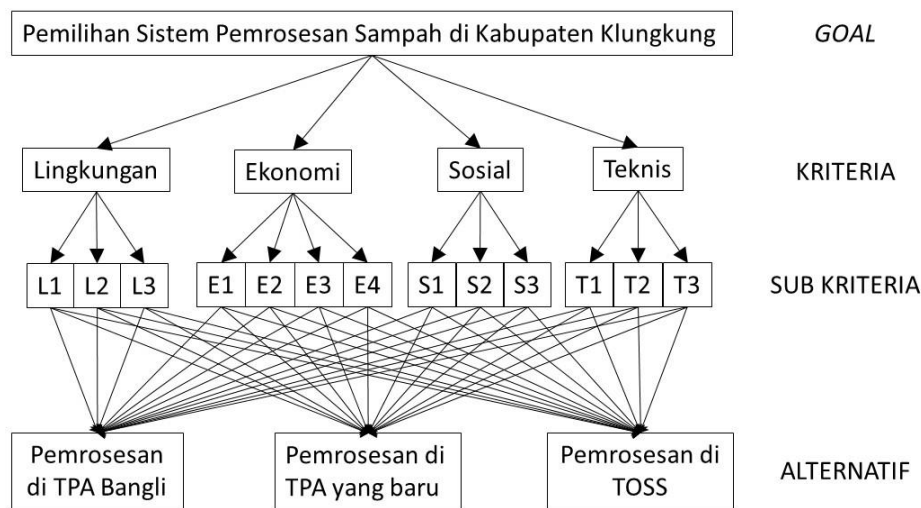 Pemilihan Sistem Pemrosesan Sampah di Kabupaten Klungkung
GOAL
Lingkungan
Ekonomi
Sosial
Teknis
KRITERIA
L1 L2 L3
E1 E2 E3 E4
S1 S2 S3
T1 T2 T3
SUB KRITERIA
Pemrosesan
di TPA Bangli
Pemrosesan di
TPA yang baru
Pemrosesan di
TOSS
ALTERNATIF